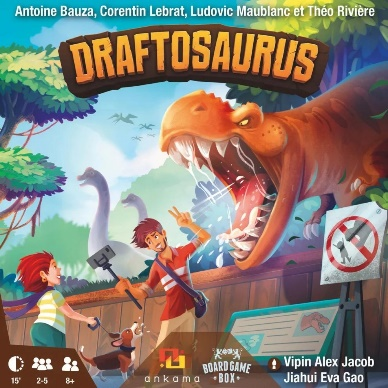 Antoine Bauza, Corentin Lebrat, Ludovic Maublanc et Théo Rivière
DRAFTOSAURUS
15'
2-5
8+
ankama
BOARD GAME
BOX
Vipin Alex Jacob
Jiahui Eva Gao